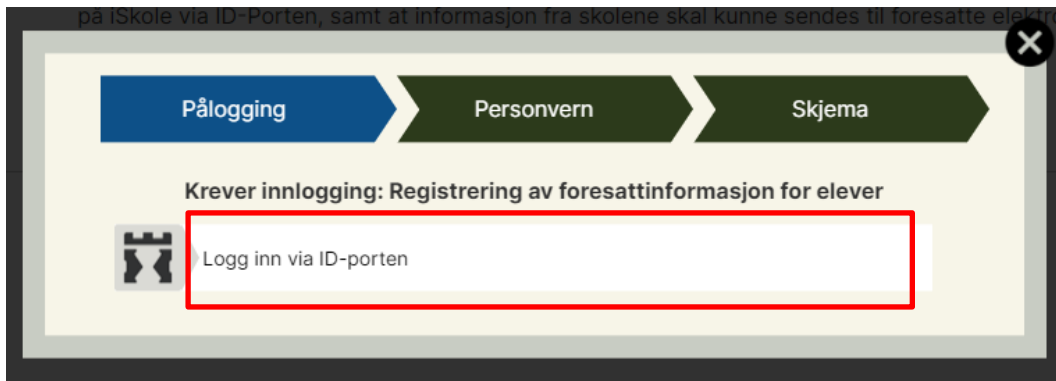 på iSkole via ID-Porten, samt at informasjon fra skolene skal kunne sendes til foresatte elektro
Pålogging
Personvern
Skjema
Krever innlogging: Registrering av foresattinformasjon for elever
Logg inn via ID-porten